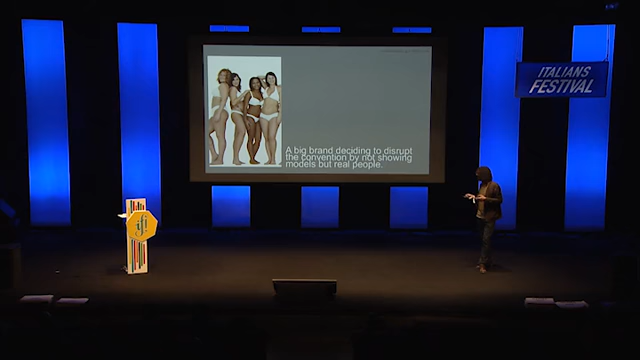 A big brand deciding to disrupt
the convention by not showing
models but real people.
ITALIANS
FESTIVAL